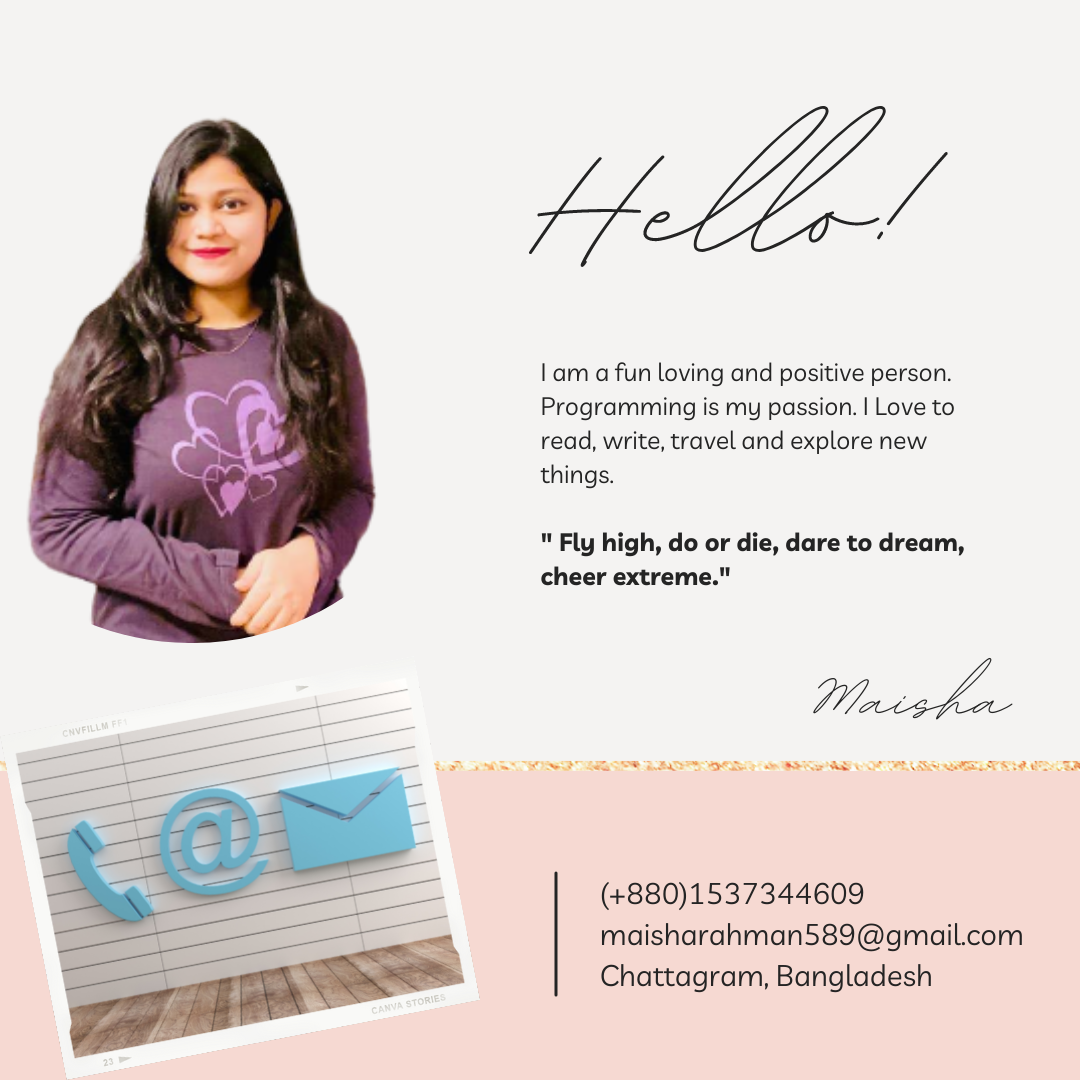 Hello!
I am a fun loving and positive person.
Programming is my passion. I Love to
read, write, travel and explore new
things.
" Fly high, do or die, dare to dream,
cheer extreme."
Maisha
CNVFILLM
@
CANVA STORIES
23
(+880)1537344609
maisharahman589@gmail.com
Chattagram, Bangladesh